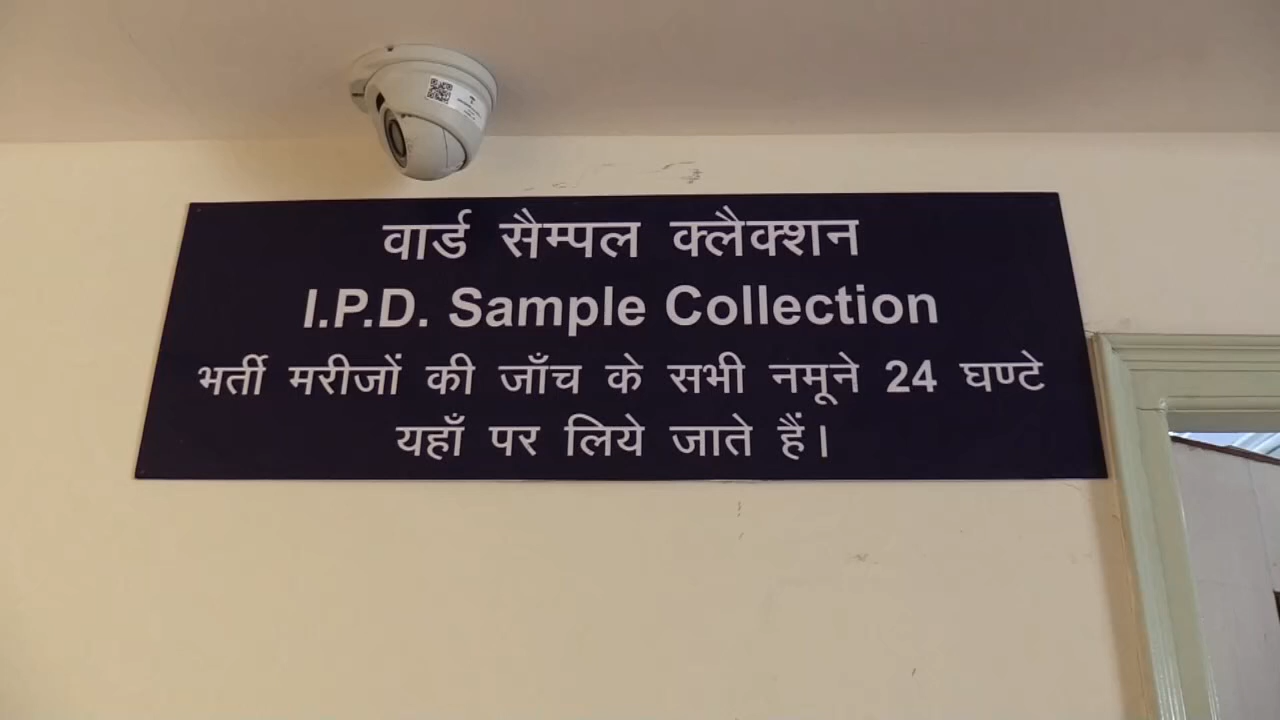 वार्ड सैम्पल क्लैक्शन
I.P.D. Sample Collection
भर्ती मरीजों की जाँच के सभी नमूने 24 घण्टे
यहाँ पर लिये जाते हैं।